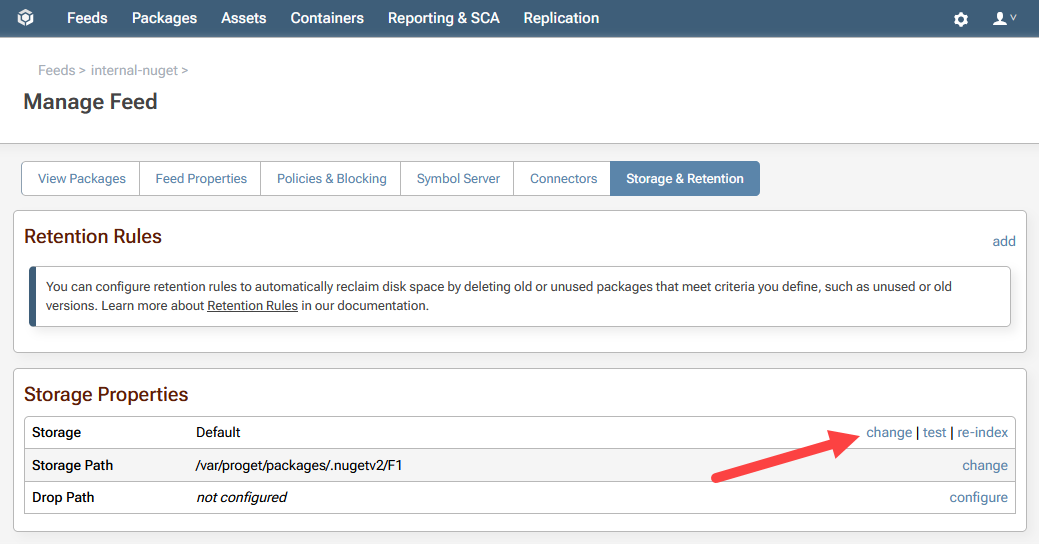 Feeds Packages Assets Containers Reporting & SCA Replication
Feeds > internal-nuget >
Manage Feed
View Packages Feed Properties Policies & Blocking Symbol Server Connectors Storage & Retention
Retention Rules add
You can configure retention rules to automatically reclaim disk space by deleting old or unused packages that meet criteria you define, such as unused or old
versions. Learn more about Retention Rules in our documentation.
Storage Properties
Storage Default change | test | re-index
Storage Path /var/proget/packages/.nugetv2/F1 change
Drop Path not configured configure